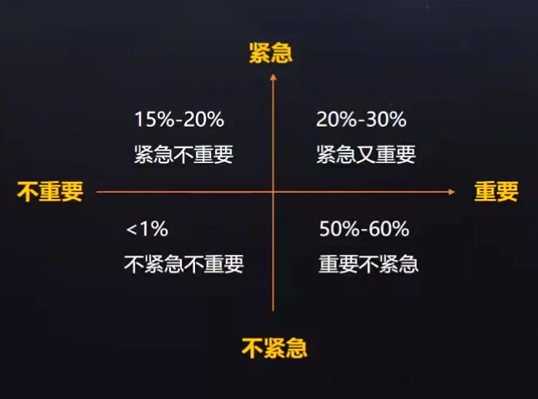 紧急
15%-20%
紧急不重要
20%-30%
紧急又重要
不重要
重要
<1%
不紧急不重要
50%-60%
重要不紧急
不紧急